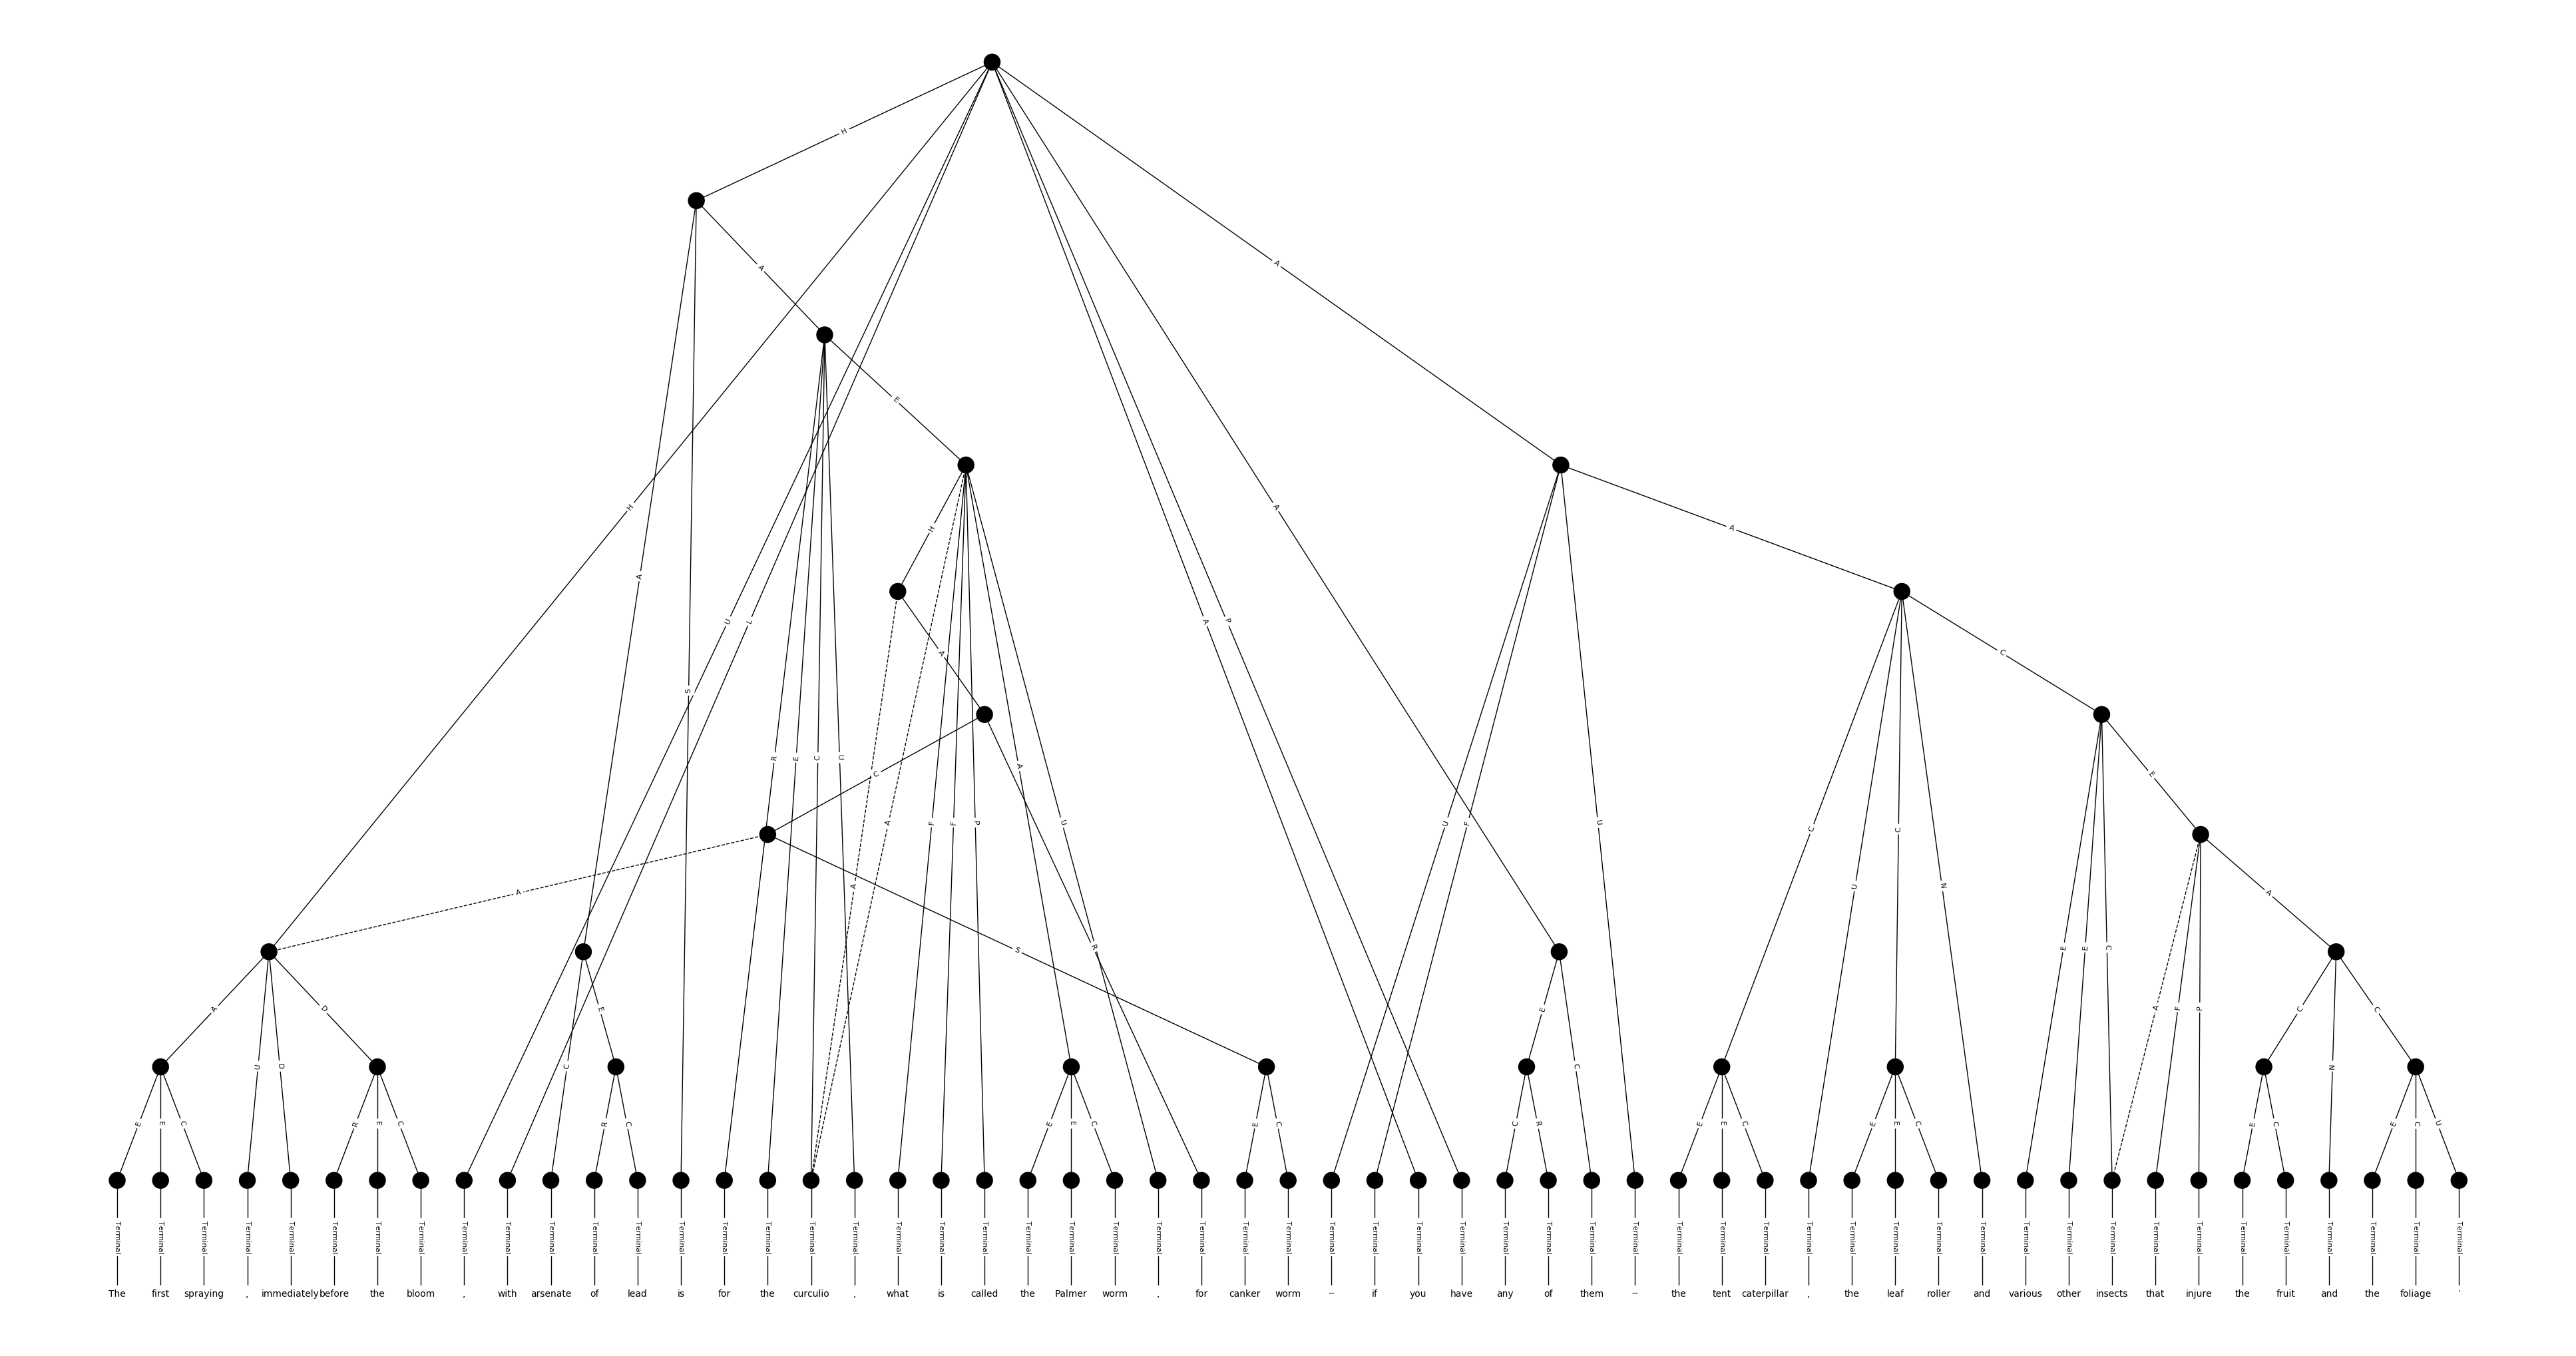 H
A H U L A P A A
A S E
R E C U H A F F P A U
A A C R
A S
U F U A
C U C N C
E E C E
A F P A
A U D D C E E C C N C
E E C R E C R C E E C E C C R E E C E E C E C E C U
Terminal Terminal Terminal Terminal Terminal Terminal Terminal Terminal Terminal Terminal Terminal Terminal Terminal Terminal Terminal Terminal Terminal Terminal Terminal Terminal Terminal Terminal Terminal Terminal Terminal Terminal Terminal Terminal Terminal Terminal Terminal Terminal Terminal Terminal Terminal Terminal Terminal Terminal Terminal Terminal Terminal Terminal Terminal Terminal Terminal Terminal Terminal Terminal Terminal Terminal Terminal Terminal Terminal Terminal Terminal
The first spraying , immediately before the bloom , with arsenate of lead is for the curculio , what is called the Palmer worm , for canker worm -- if you have any of them -- the tent caterpillar , the leaf roller and various other insects that injure the fruit and the foliage .